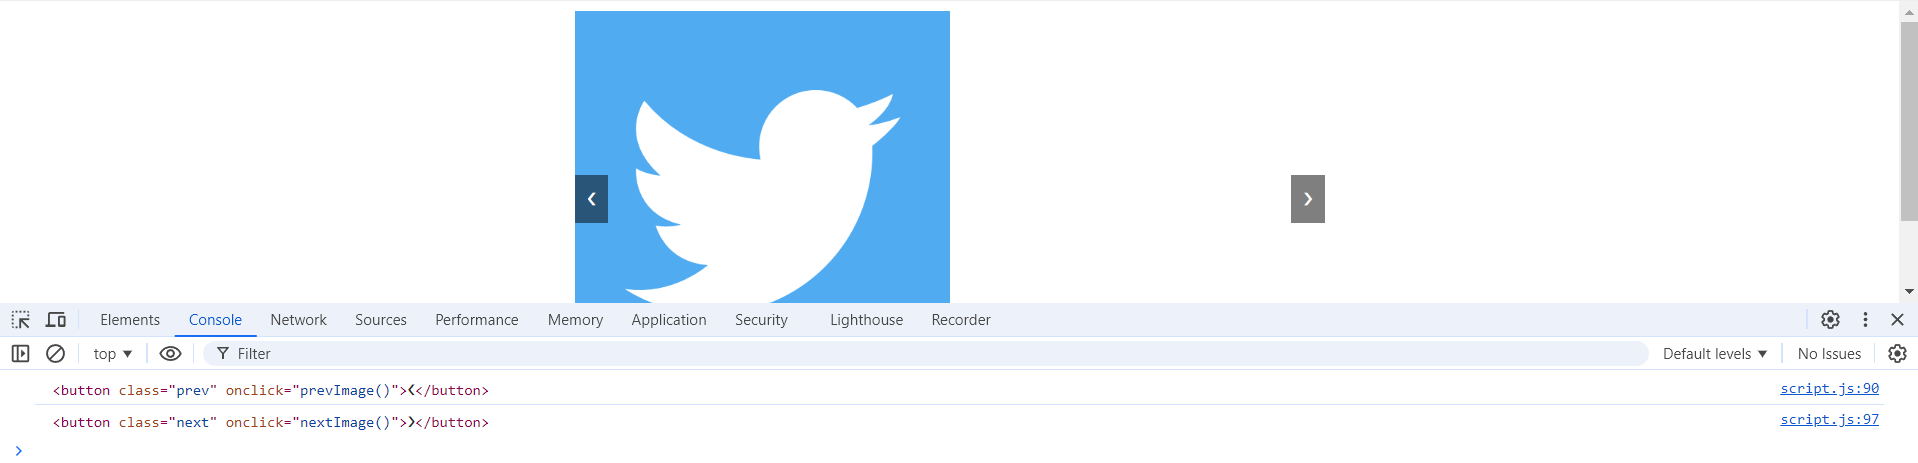 ❮ ❯
Elements Console Network Sources Performance Memory Application Security Lighthouse Recorder
top ▼ Filter Default levels ▼ No Issues
<button class="prev" onclick="prevImage()">❮</button> script.js:90
<button class="next" onclick="nextImage()">❯</button> script.js:97
>